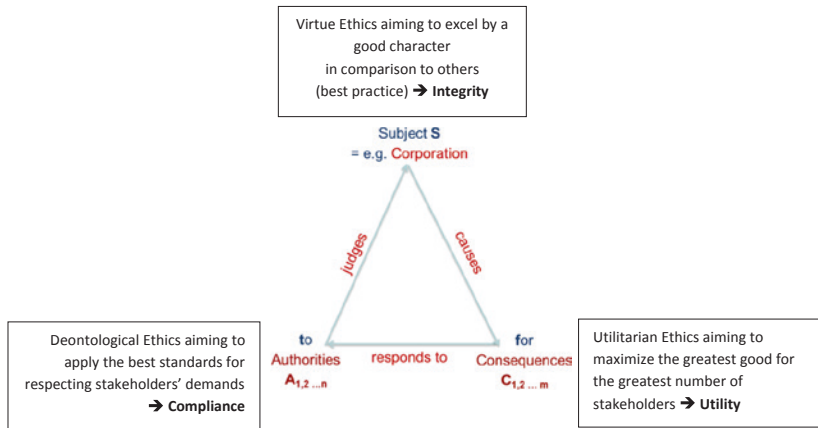 Virtue Ethics aiming to excel by a
good character
in comparison to others
(best practice) ➔ Integrity
Subject S
= e.g. Corporation
judges
causes
to
Authorities
A1,2 ...n
responds to
for
Consequences
C1,2 ... m
Deontological Ethics aiming to
apply the best standards for
respecting stakeholders’ demands
➔ Compliance
Utilitarian Ethics aiming to
maximize the greatest good for
the greatest number of
stakeholders ➔ Utility